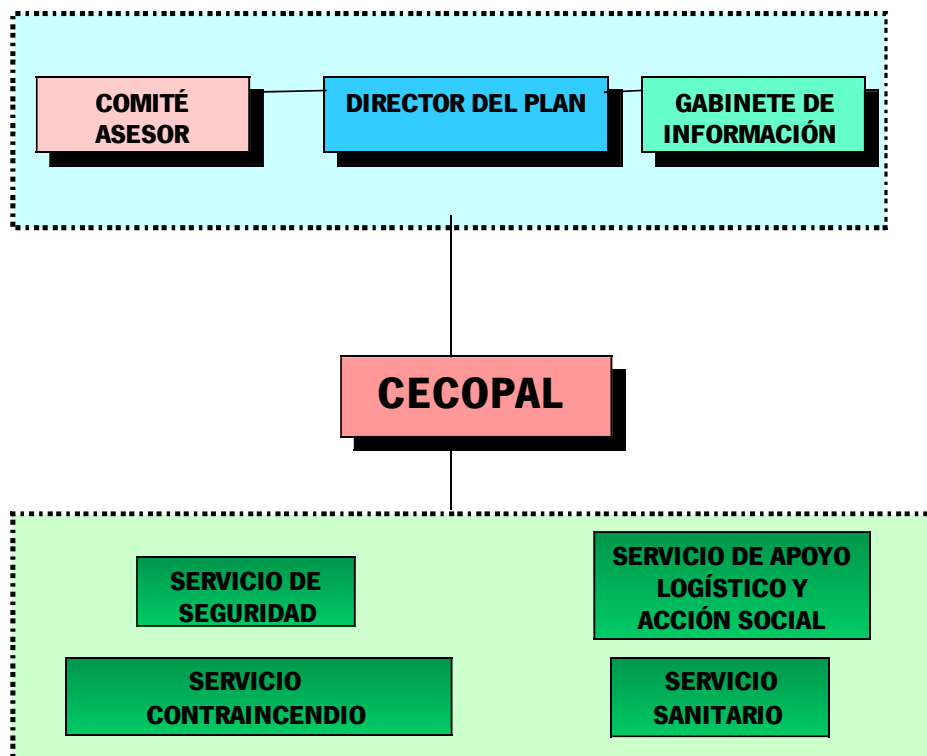 COMITÉ
ASESOR
DIRECTOR DEL PLAN
GABINETE DE
INFORMACIÓN
CECOPAL
SERVICIO DE
SEGURIDAD
SERVICIO DE APOYO
LOGÍSTICO Y
ACCIÓN SOCIAL
SERVICIO
CONTRAINCENDIO
SERVICIO
SANITARIO